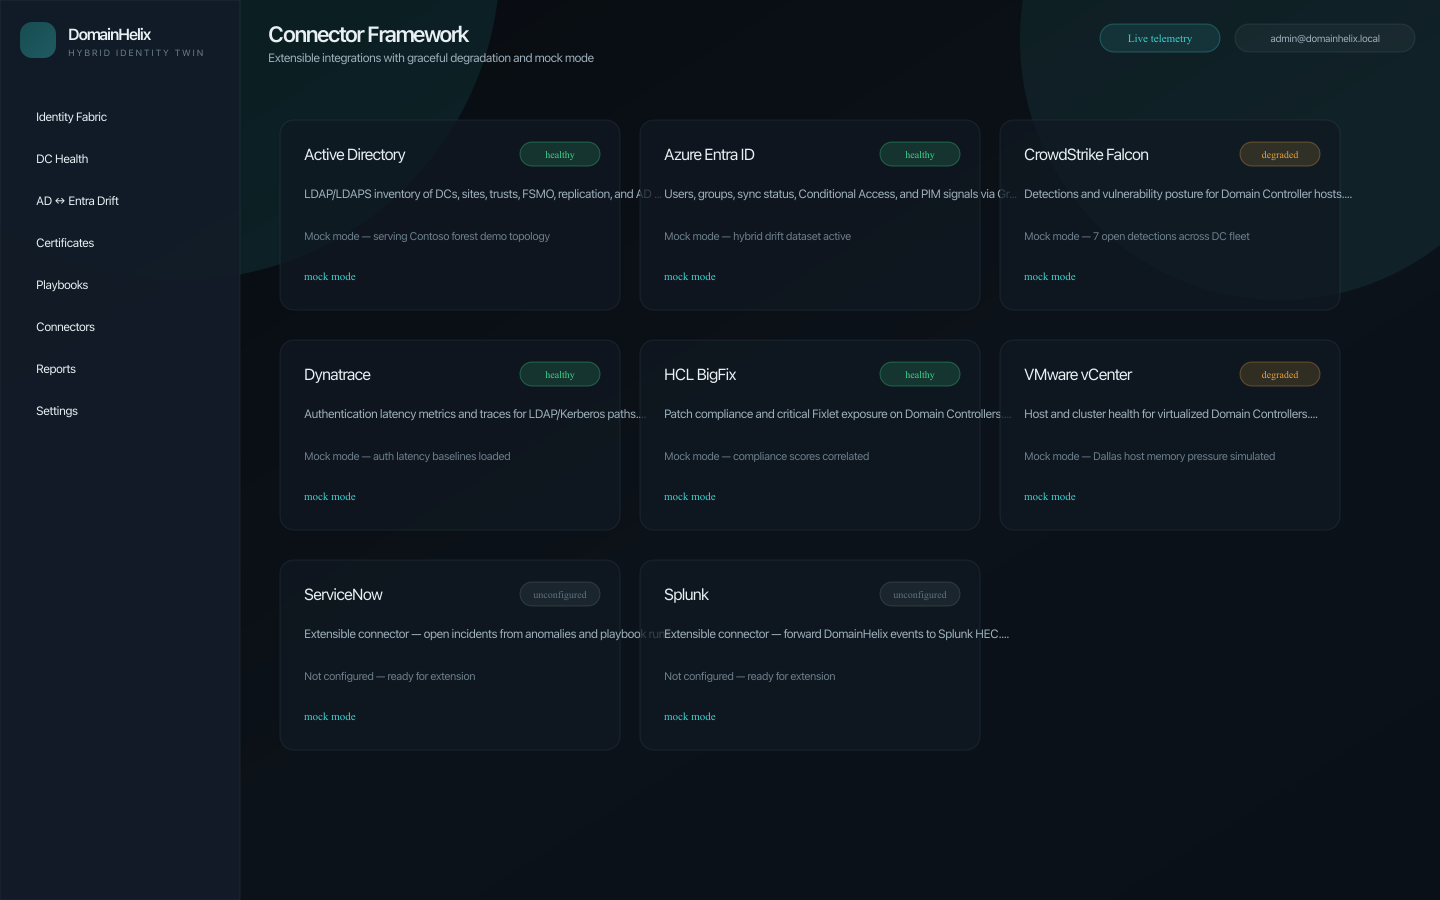 DomainHelix
HYBRID IDENTITY TWIN
Identity Fabric
DC Health
AD ↔ Entra Drift
Certificates
Playbooks
Connectors
Reports
Settings
Connector Framework
Extensible integrations with graceful degradation and mock mode
Live telemetry
admin@domainhelix.local
Active Directory
healthy
LDAP/LDAPS inventory of DCs, sites, trusts, FSMO, replication, and AD ...
Mock mode — serving Contoso forest demo topology
mock mode
Azure Entra ID
healthy
Users, groups, sync status, Conditional Access, and PIM signals via Gr...
Mock mode — hybrid drift dataset active
mock mode
CrowdStrike Falcon
degraded
Detections and vulnerability posture for Domain Controller hosts....
Mock mode — 7 open detections across DC fleet
mock mode
Dynatrace
healthy
Authentication latency metrics and traces for LDAP/Kerberos paths....
Mock mode — auth latency baselines loaded
mock mode
HCL BigFix
healthy
Patch compliance and critical Fixlet exposure on Domain Controllers....
Mock mode — compliance scores correlated
mock mode
VMware vCenter
degraded
Host and cluster health for virtualized Domain Controllers....
Mock mode — Dallas host memory pressure simulated
mock mode
ServiceNow
unconfigured
Extensible connector — open incidents from anomalies and playbook
Not configured — ready for extension
mock mode
Splunk
unconfigured
Extensible connector — forward DomainHelix events to Splunk HEC....
Not configured — ready for extension
mock mode